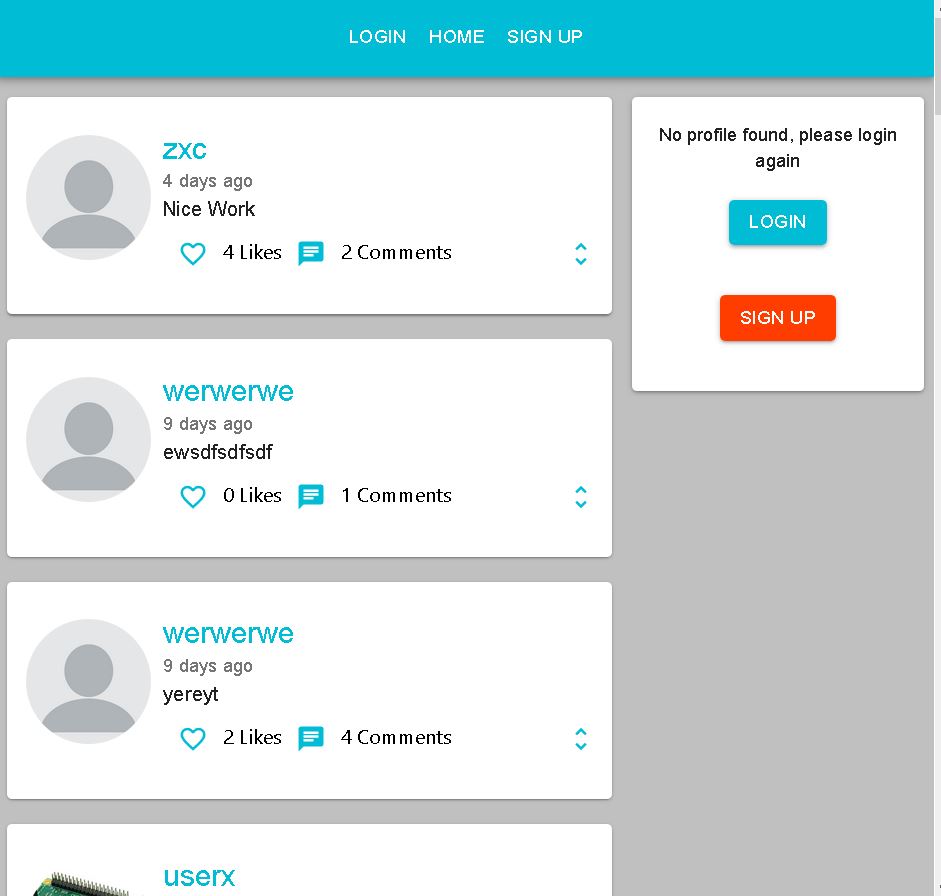 LOGIN HOME SIGN UP
zxc
4 days ago
Nice Work
4 Likes 2 Comments
werwerwe
9 days ago
ewsdfsdfsdf
0 Likes 1 Comments
werwerwe
9 days ago
yereyt
2 Likes 4 Comments
userx
No profile found, please login
again
LOGIN
SIGN UP